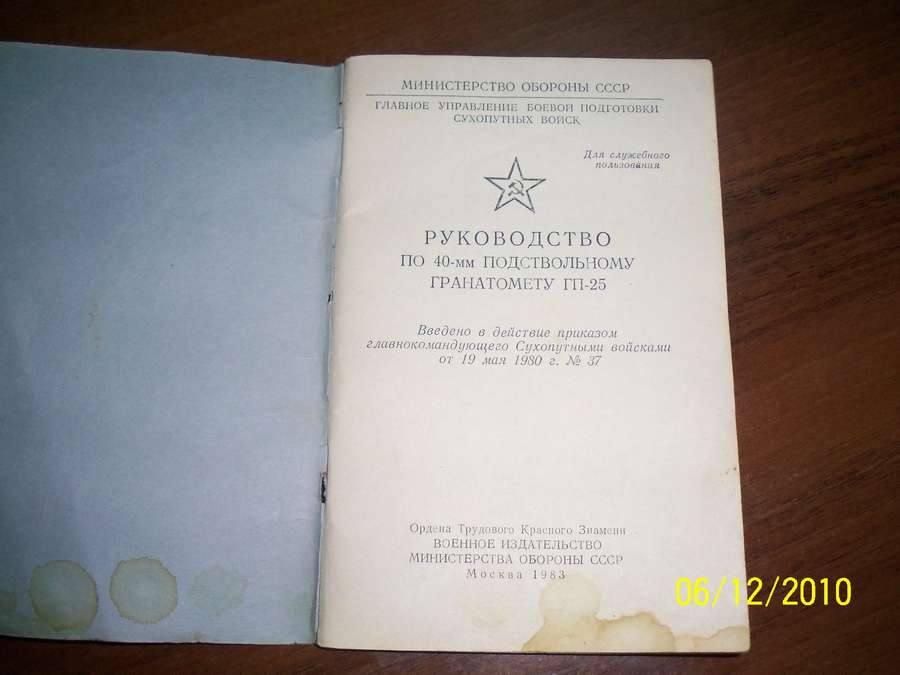 МИНИСТЕРСТВО ОБОРОНЫ СССР
ГЛАВНОЕ УПРАВЛЕНИЕ БОЕВОЙ ПОДГОТОВКИ
СУХОПУТНЫХ ВОЙСК
Для служебного
пользования
РУКОВОДСТВО
ПО 40-мм ПОДСТВОЛЬНОМУ
ГРАНАТОМЕТУ ГП-25
Введено в действие приказом
главнокомандующего Сухопутными войсками
от 19 мая 1980 г. № 37
Ордена Трудового Красного Знамени
ВОЕННОЕ ИЗДАТЕЛЬСТВО
МИНИСТЕРСТВА ОБОРОНЫ СССР
Москва 1983
06/12/2010